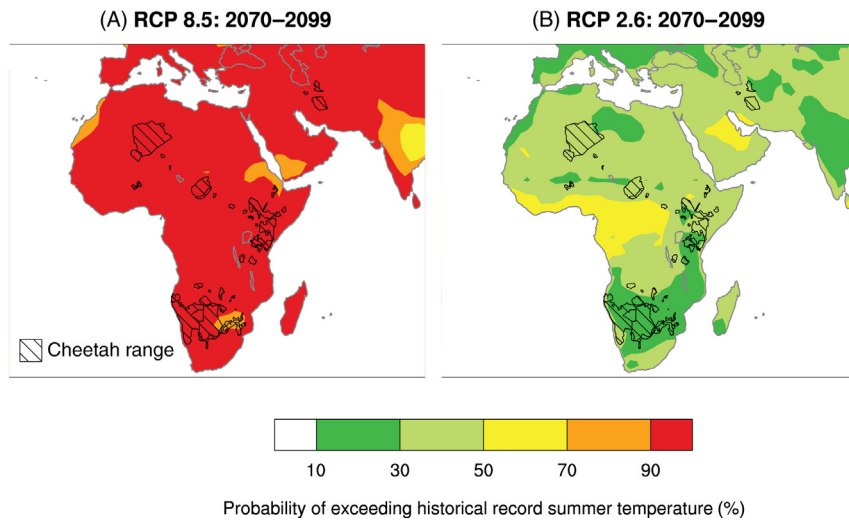 (A) RCP 8.5: 2070–2099
(B) RCP 2.6: 2070–2099
Cheetah range
10 30 50 70 90
Probability of exceeding historical record summer temperature (%)